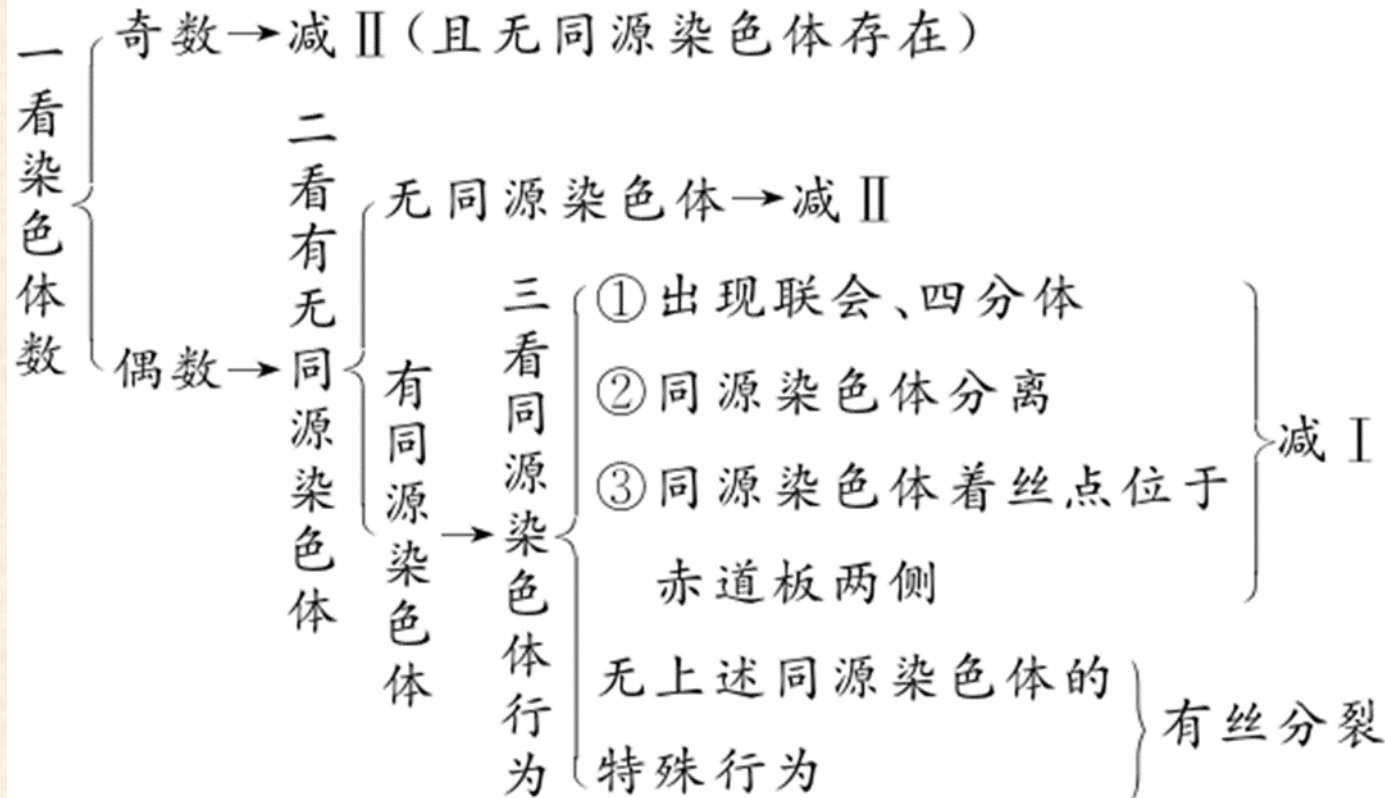 一看染色体数
奇数→减Ⅱ(且无同源染色体存在)
偶数→
二看有无同源染色体
无同源染色体→减Ⅱ
有同源染色体→
三看同源染色体行为
①出现联会、四分体
②同源染色体分离
③同源染色体着丝点位于
赤道板两侧
减Ⅰ
无上述同源染色体的
特殊行为
有丝分裂